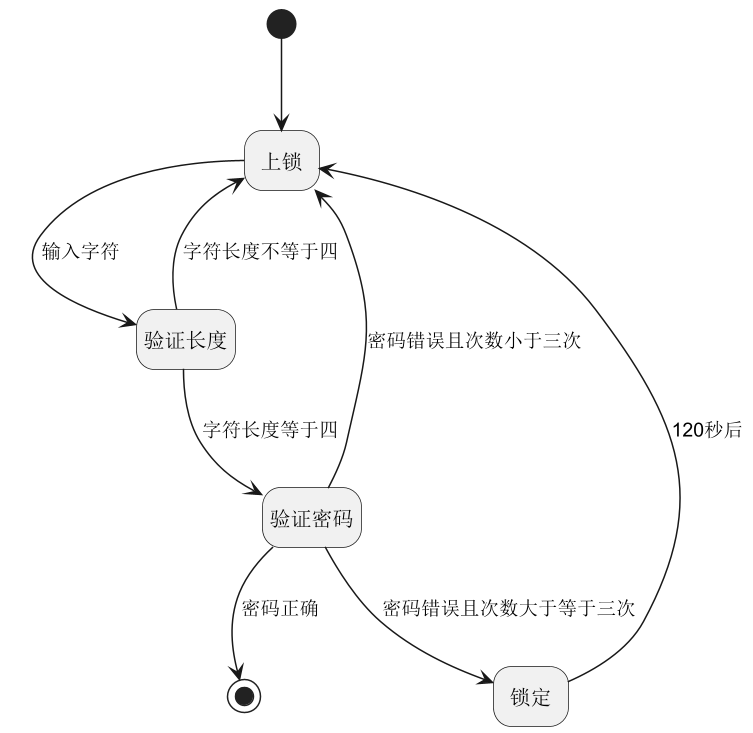 上锁
输入字符
字符长度不等于四
验证长度
密码错误且次数小于三次
字符长度等于四
120秒后
验证密码
密码正确
密码错误且次数大于等于三次
锁定